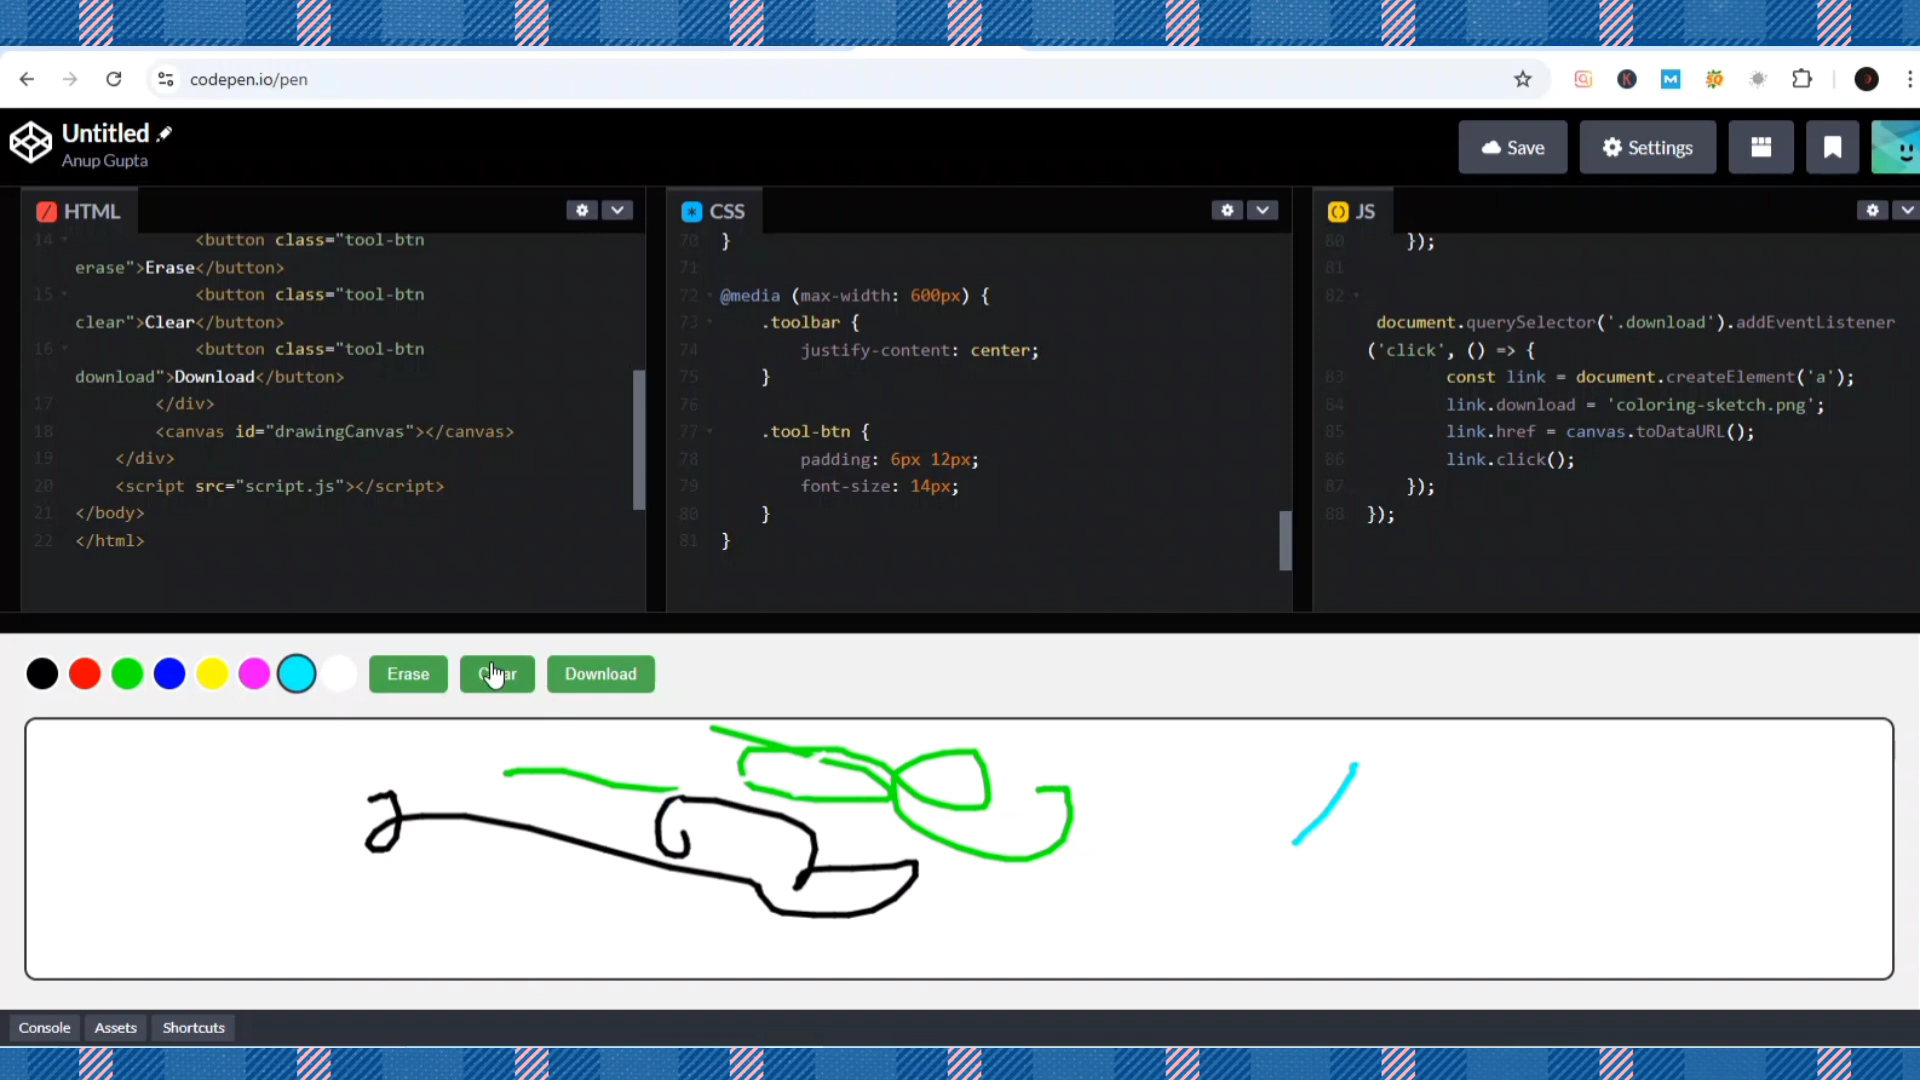 codepen.io/pen
Untitled
Anup Gupta
Save
Settings
HTML
14 <button class="tool-btn
erase">Erase</button>
15 <button class="tool-btn
clear">Clear</button>
16 <button class="tool-btn
download">Download</button>
17 </div>
18 <canvas id="drawingCanvas"></canvas>
19 </div>
20 <script src="script.js"></script>
21 </body>
22 </html>
CSS
70 }
71
72 @media (max-width: 600px) {
73 .toolbar {
74 justify-content: center;
75 }
76
77 .tool-btn {
78 padding: 6px 12px;
79 font-size: 14px;
80 }
81 }
JS
80 });
81
82
document.querySelector('.download').addEventListener
('click', () => {
83 const link = document.createElement('a');
84 link.download = 'coloring-sketch.png';
85 link.href = canvas.toDataURL();
86 link.click();
87 });
88 });
Erase
Download
Console
Assets
Shortcuts